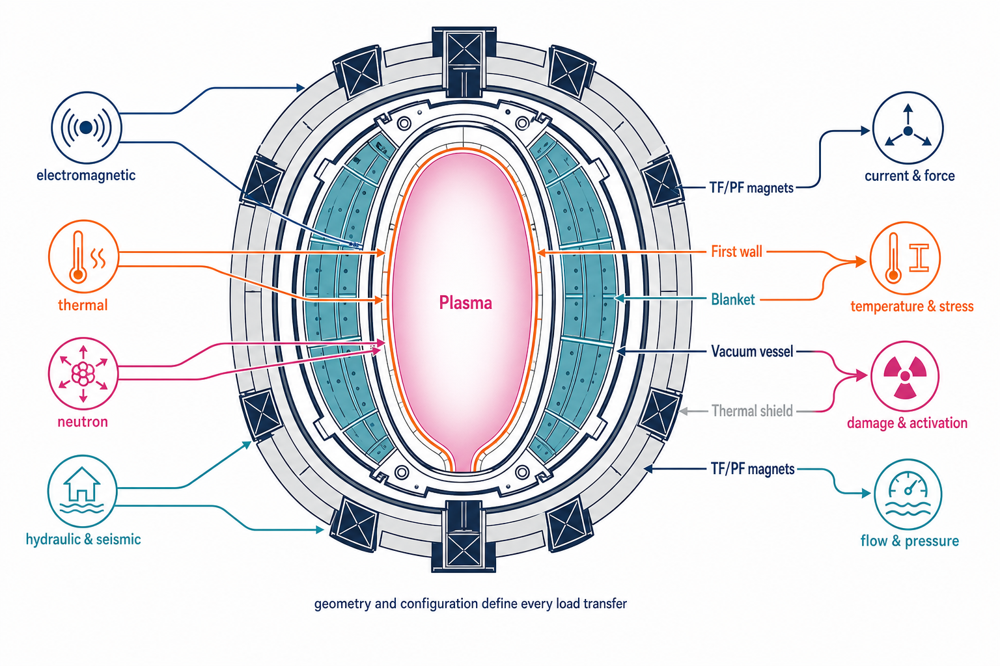 electromagnetic
thermal
neutron
hydraulic & seismic
Plasma
TF/PF magnets
First wall
Blanket
Vacuum vessel
Thermal shield
TF/PF magnets
current & force
temperature & stress
damage & activation
flow & pressure
geometry and configuration define every load transfer